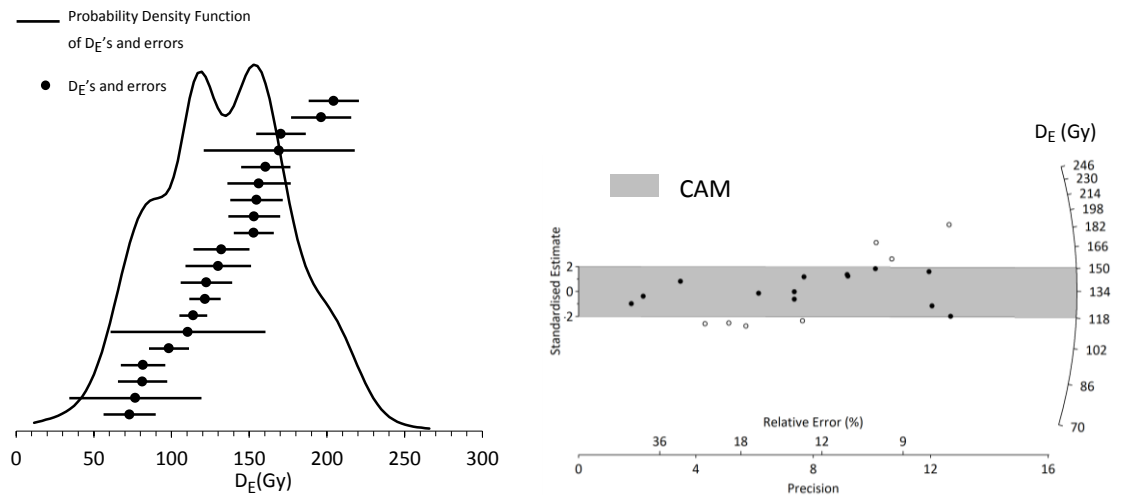 Probability Density Function
of DE's and errors
DE's and errors
0 50 100 150 200 250 300
DE(Gy)
DE (Gy)
CAM
246
230
214
198
182
166
150
134
118
102
86
70
Standardised Estimate
2
0
-2
Relative Error (%)
36 18 12 9
0 4 8 12 16
Precision